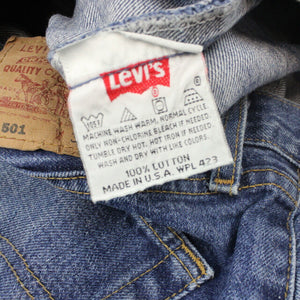 LEVI'S
QUALITY C
501
Levi's
®
105 F
MACHINE WASH WARM, NORMAL CYCLE.
ONLY NON-CHLORINE BLEACH IF NEEDED.
TUMBLE DRY HOT. HOT IRON IF NEEDED.
WASH AND DRY WITH LIKE COLORS.
100% COTTON
MADE IN U.S.A. WPL 423